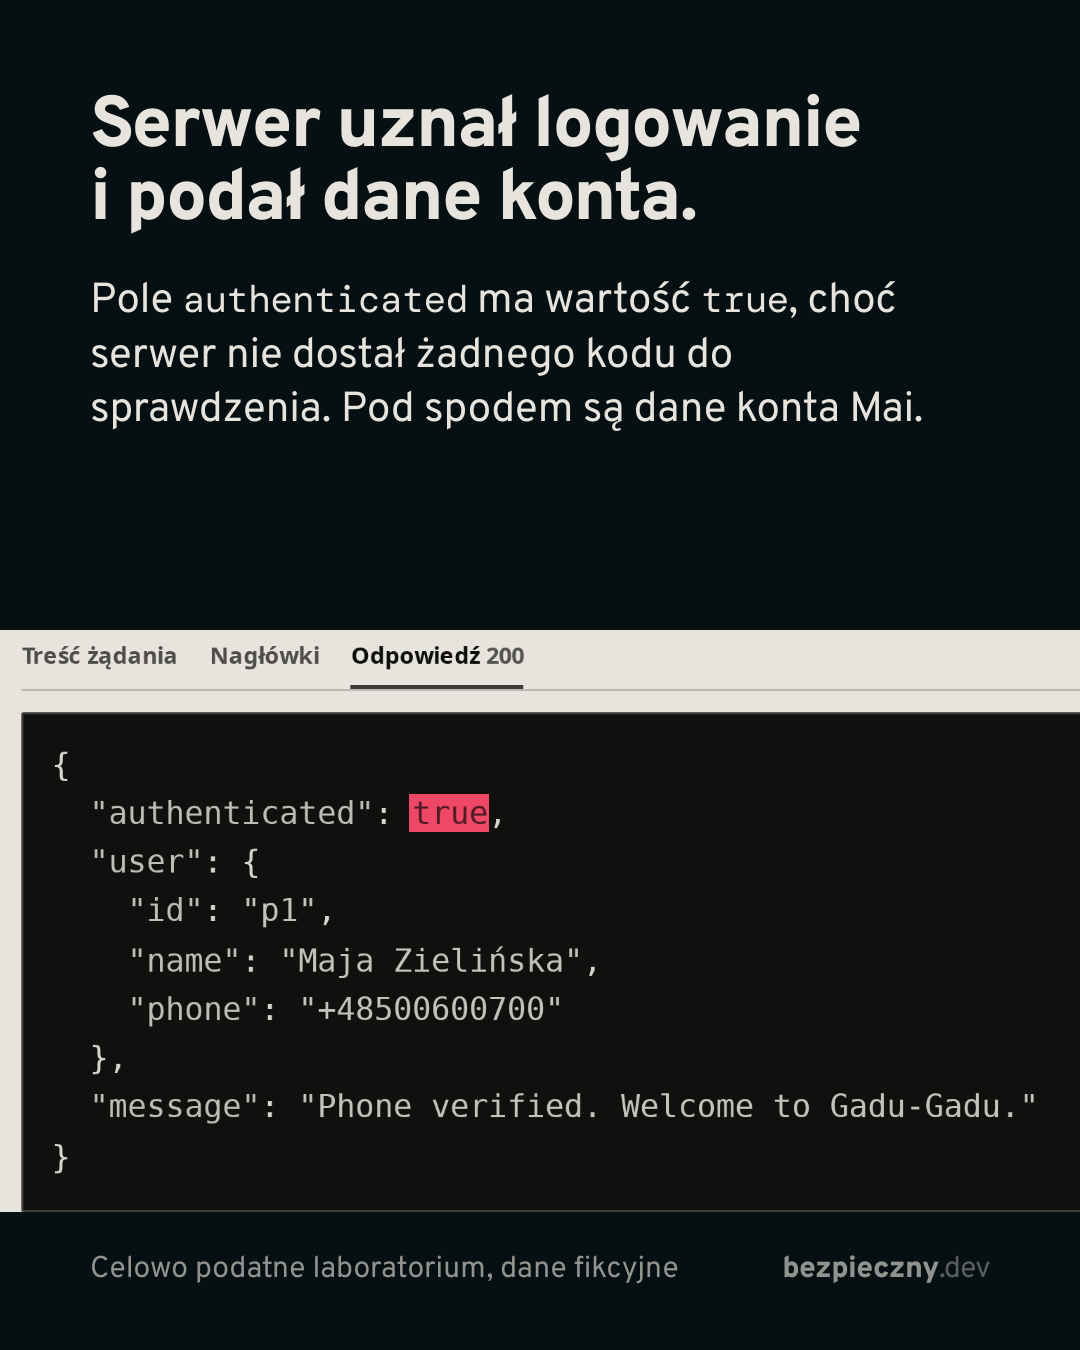 Serwer uznał logowanie
i podał dane konta.
Pole authenticated ma wartość true, choć
serwer nie dostał żadnego kodu do
sprawdzenia. Pod spodem są dane konta Mai.
Treść żądania Nagłówki Odpowiedź 200
{
"authenticated": true,
"user": {
"id": "p1",
"name": "Maja Zielińska",
"phone": "+48500600700"
},
"message": "Phone verified. Welcome to Gadu-Gadu."
}
Celowo podatne laboratorium, dane fikcyjne bezpieczny.dev